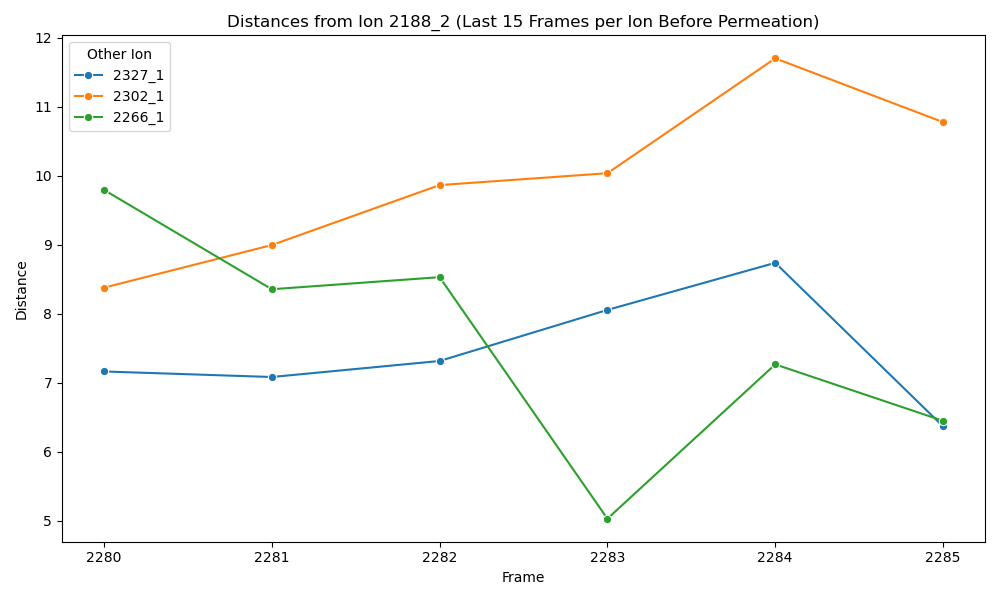 Distances from Ion 2188_2 (Last 15 Frames per Ion Before Permeation)
12
11
10
9
8
7
6
5
Distance
Other Ion
2327_1
2302_1
2266_1
2280 2281 2282 2283 2284 2285
Frame